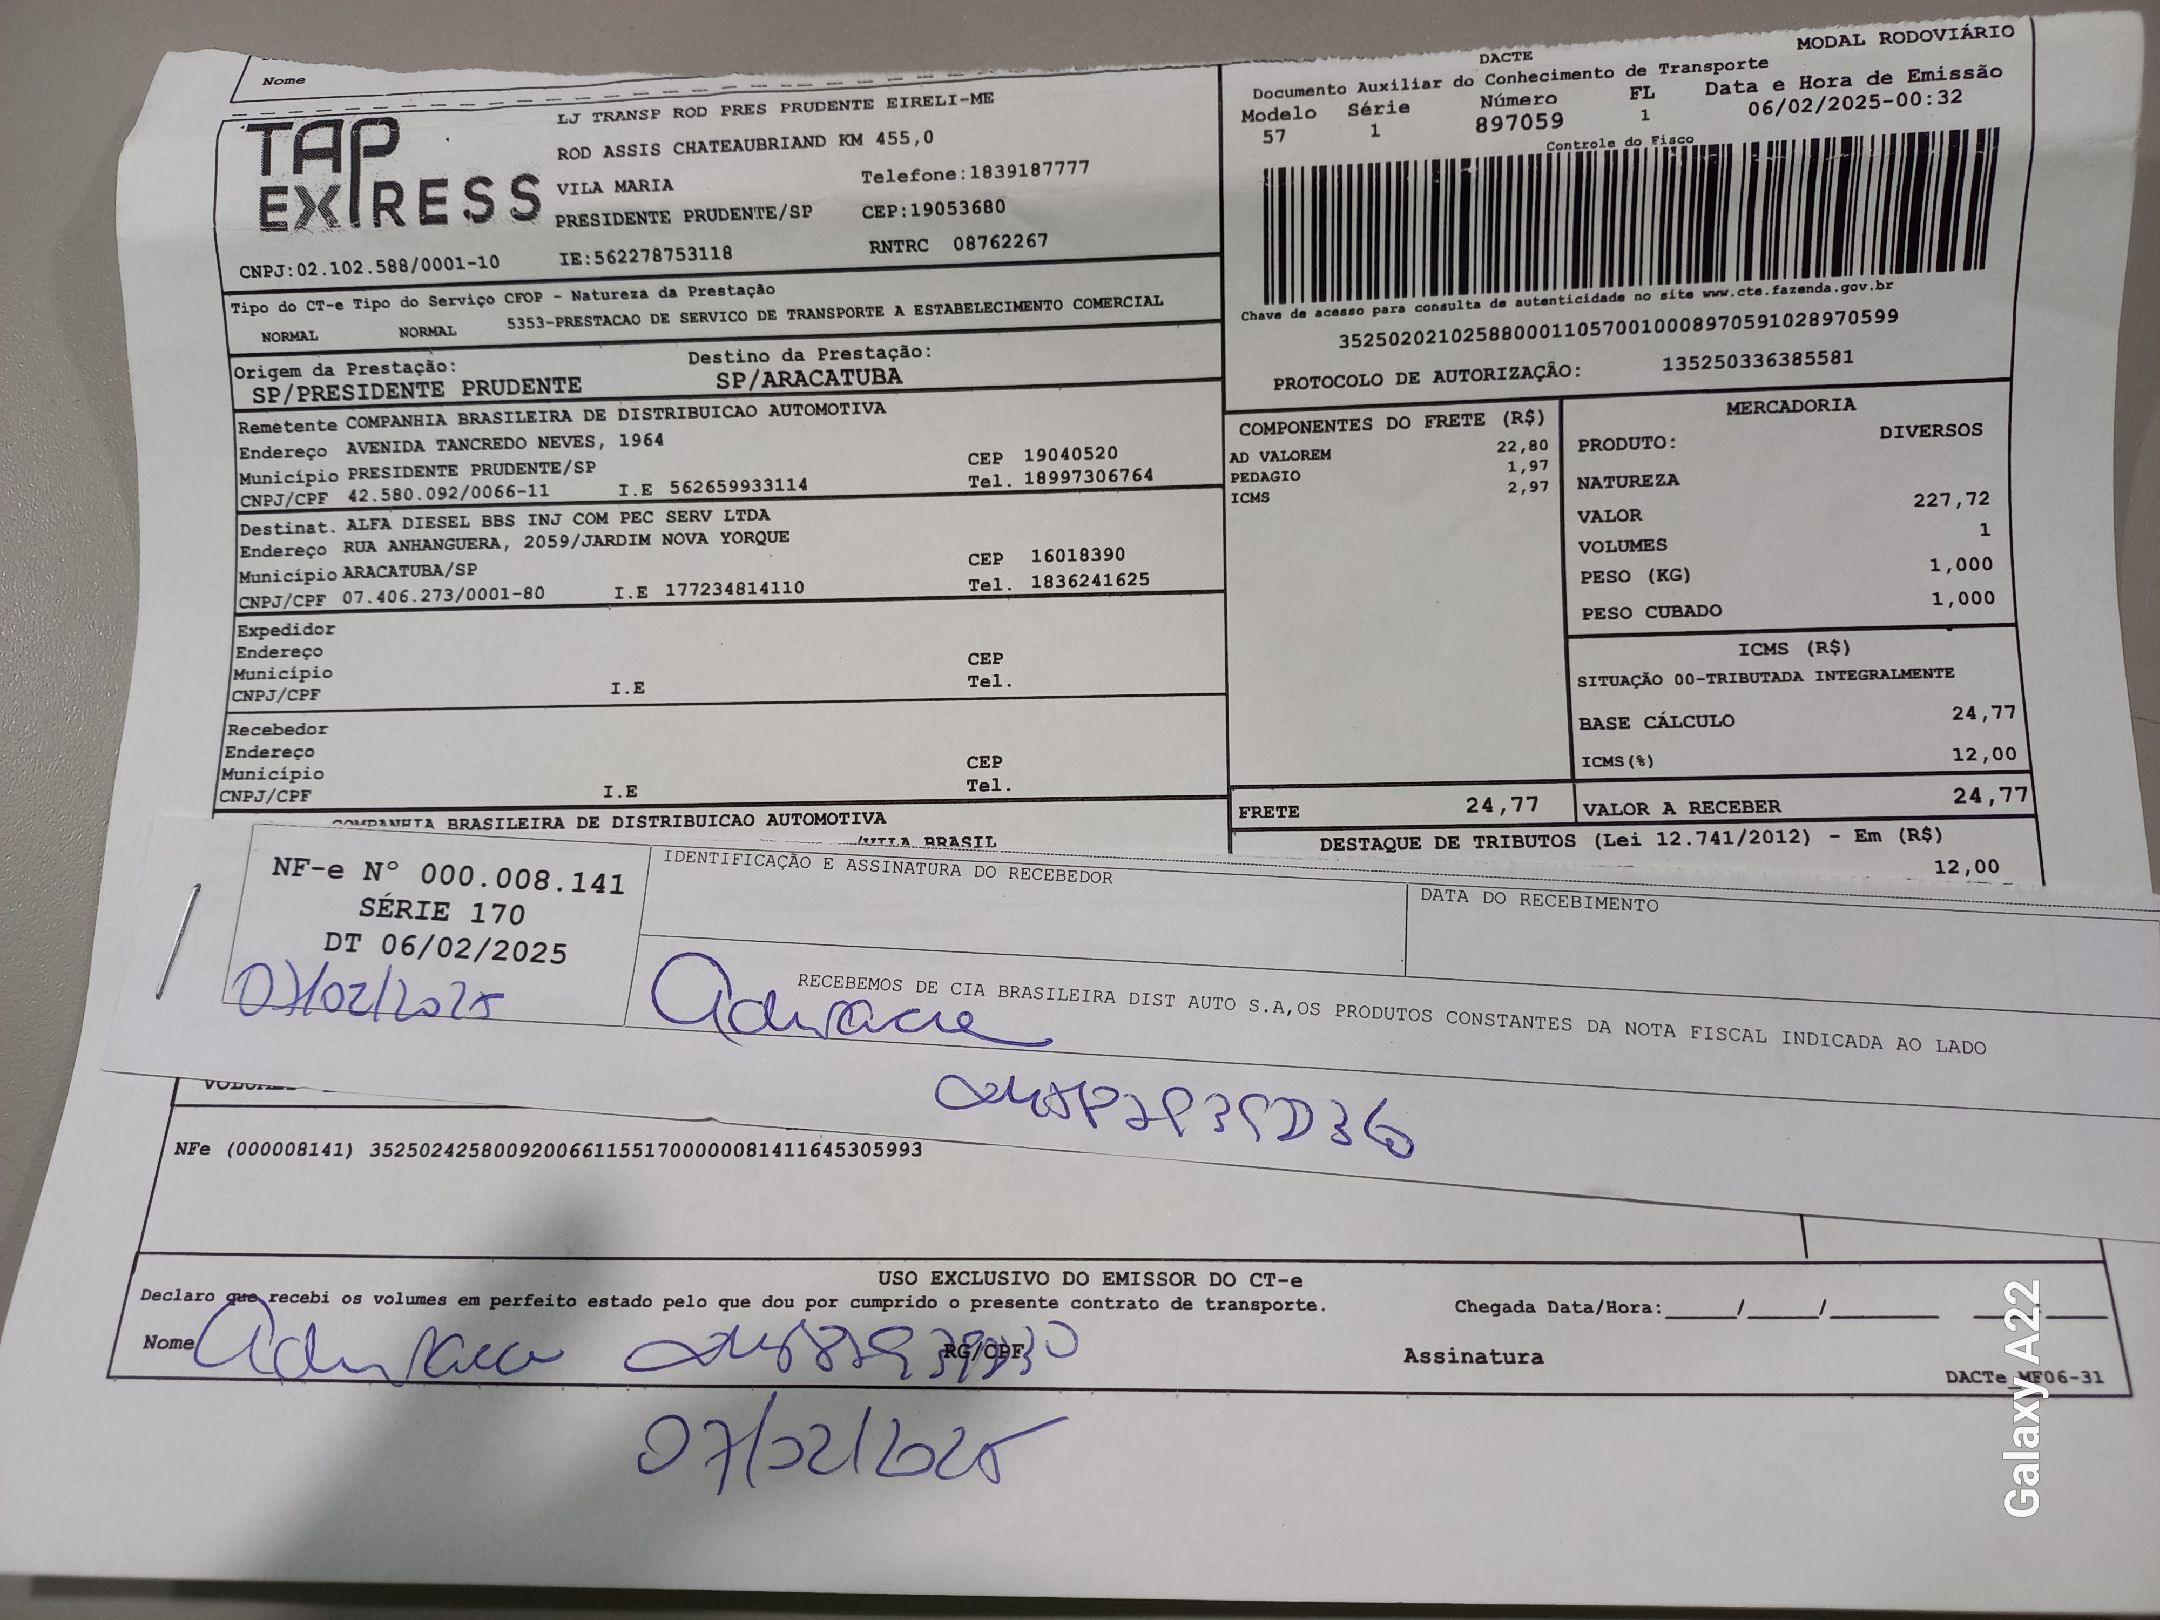 Nome
TAP EXPRESS
LJ TRANSP ROD PRES PRUDENTE EIRELI-ME
ROD ASSIS CHATEAUBRIAND KM 455,0
VILA MARIA Telefone:1839187777
PRESIDENTE PRUDENTE/SP CEP:19053680
CNPJ:02.102.588/0001-10 IE:562278753118 RNTRC 08762267
MODAL RODOVIÁRIO
DACTE
Documento Auxiliar do Conhecimento de Transporte
Modelo Série Número FL Data e Hora de Emissão
57 1 897059 1 06/02/2025-00:32
Controle do Fisco
Chave de acesso para consulta de autenticidade no site www.cte.fazenda.gov.br
35250202102588000110570010008970591028970599
PROTOCOLO DE AUTORIZAÇÃO: 135250336385581
Tipo do CT-e Tipo do Serviço CFOP - Natureza da Prestação
NORMAL NORMAL 5353-PRESTACAO DE SERVICO DE TRANSPORTE A ESTABELECIMENTO COMERCIAL
Origem da Prestação: Destino da Prestação:
SP/PRESIDENTE PRUDENTE SP/ARACATUBA
Remetente COMPANHIA BRASILEIRA DE DISTRIBUICAO AUTOMOTIVA
Endereço AVENIDA TANCREDO NEVES, 1964
Município PRESIDENTE PRUDENTE/SP CEP 19040520
CNPJ/CPF 42.580.092/0066-11 I.E 562659933114 Tel. 18997306764
Destinat. ALFA DIESEL BBS INJ COM PEC SERV LTDA
Endereço RUA ANHANGUERA, 2059/JARDIM NOVA YORQUE
Município ARACATUBA/SP CEP 16018390
CNPJ/CPF 07.406.273/0001-80 I.E 177234814110 Tel. 1836241625
Expedidor
Endereço
Município CEP
CNPJ/CPF I.E Tel.
Recebedor
Endereço
Município CEP
CNPJ/CPF I.E Tel.
COMPANHIA BRASILEIRA DE DISTRIBUICAO AUTOMOTIVA
/VILA BRASIL
COMPONENTES DO FRETE (R$)
AD VALOREM 22,80
PEDAGIO 1,97
ICMS 2,97
MERCADORIA
PRODUTO: DIVERSOS
NATUREZA
VALOR 227,72
VOLUMES 1
PESO (KG) 1,000
PESO CUBADO 1,000
ICMS (R$)
SITUAÇÃO 00-TRIBUTADA INTEGRALMENTE
BASE CÁLCULO 24,77
ICMS(%) 12,00
FRETE 24,77 VALOR A RECEBER 24,77
DESTAQUE DE TRIBUTOS (Lei 12.741/2012) - Em (R$)
12,00
NF-e N° 000.008.141
SÉRIE 170
DT 06/02/2025
07/02/2025
IDENTIFICAÇÃO E ASSINATURA DO RECEBEDOR
DATA DO RECEBIMENTO
RECEBEMOS DE CIA BRASILEIRA DIST AUTO S.A,OS PRODUTOS CONSTANTES DA NOTA FISCAL INDICADA AO LADO
VOLUMES
NFe (000008141) 35250242580092006611551700000081411645305993
USO EXCLUSIVO DO EMISSOR DO CT-e
Declaro que recebi os volumes em perfeito estado pelo que dou por cumprido o presente contrato de transporte.
Chegada Data/Hora:_____/_____/________
Nome RG/CPF Assinatura
DACTe_MF06-31
07/02/2025
Galaxy A22